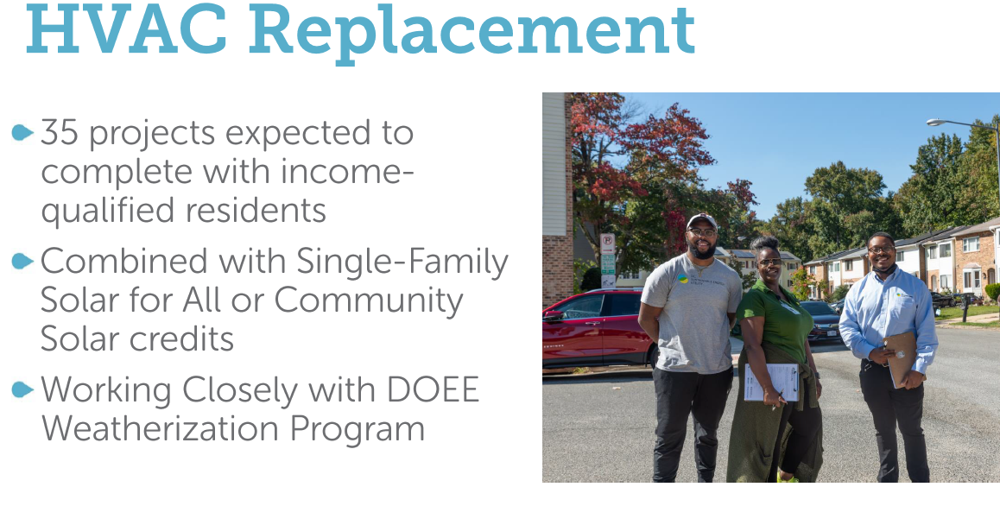 HVAC Replacement
35 projects expected to
complete with income-
qualified residents
Combined with Single-Family
Solar for All or Community
Solar credits
Working Closely with DOEE
Weatherization Program